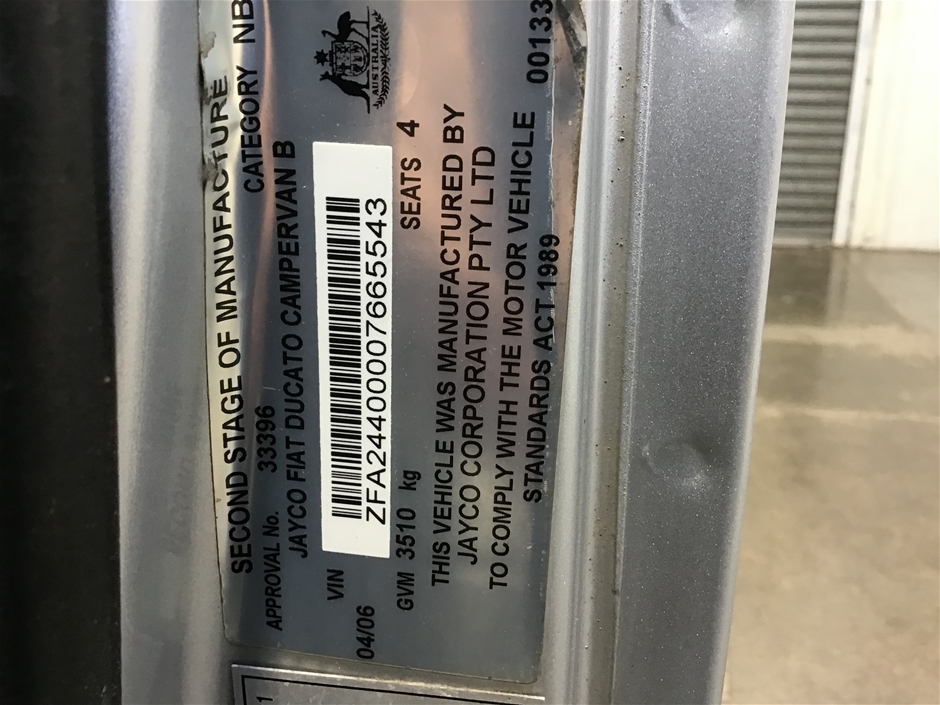 SECOND STAGE OF MANUFACTURE
APPROVAL No. 33396 CATEGORY NB
JAYCO FIAT DUCATO CAMPERVAN B
VIN ZFA24400007665543
04/06
AUSTRALIA
GVM 3510 kg SEATS 4
THIS VEHICLE WAS MANUFACTURED BY
JAYCO CORPORATION PTY LTD
TO COMPLY WITH THE MOTOR VEHICLE
STANDARDS ACT 1989 00133
1